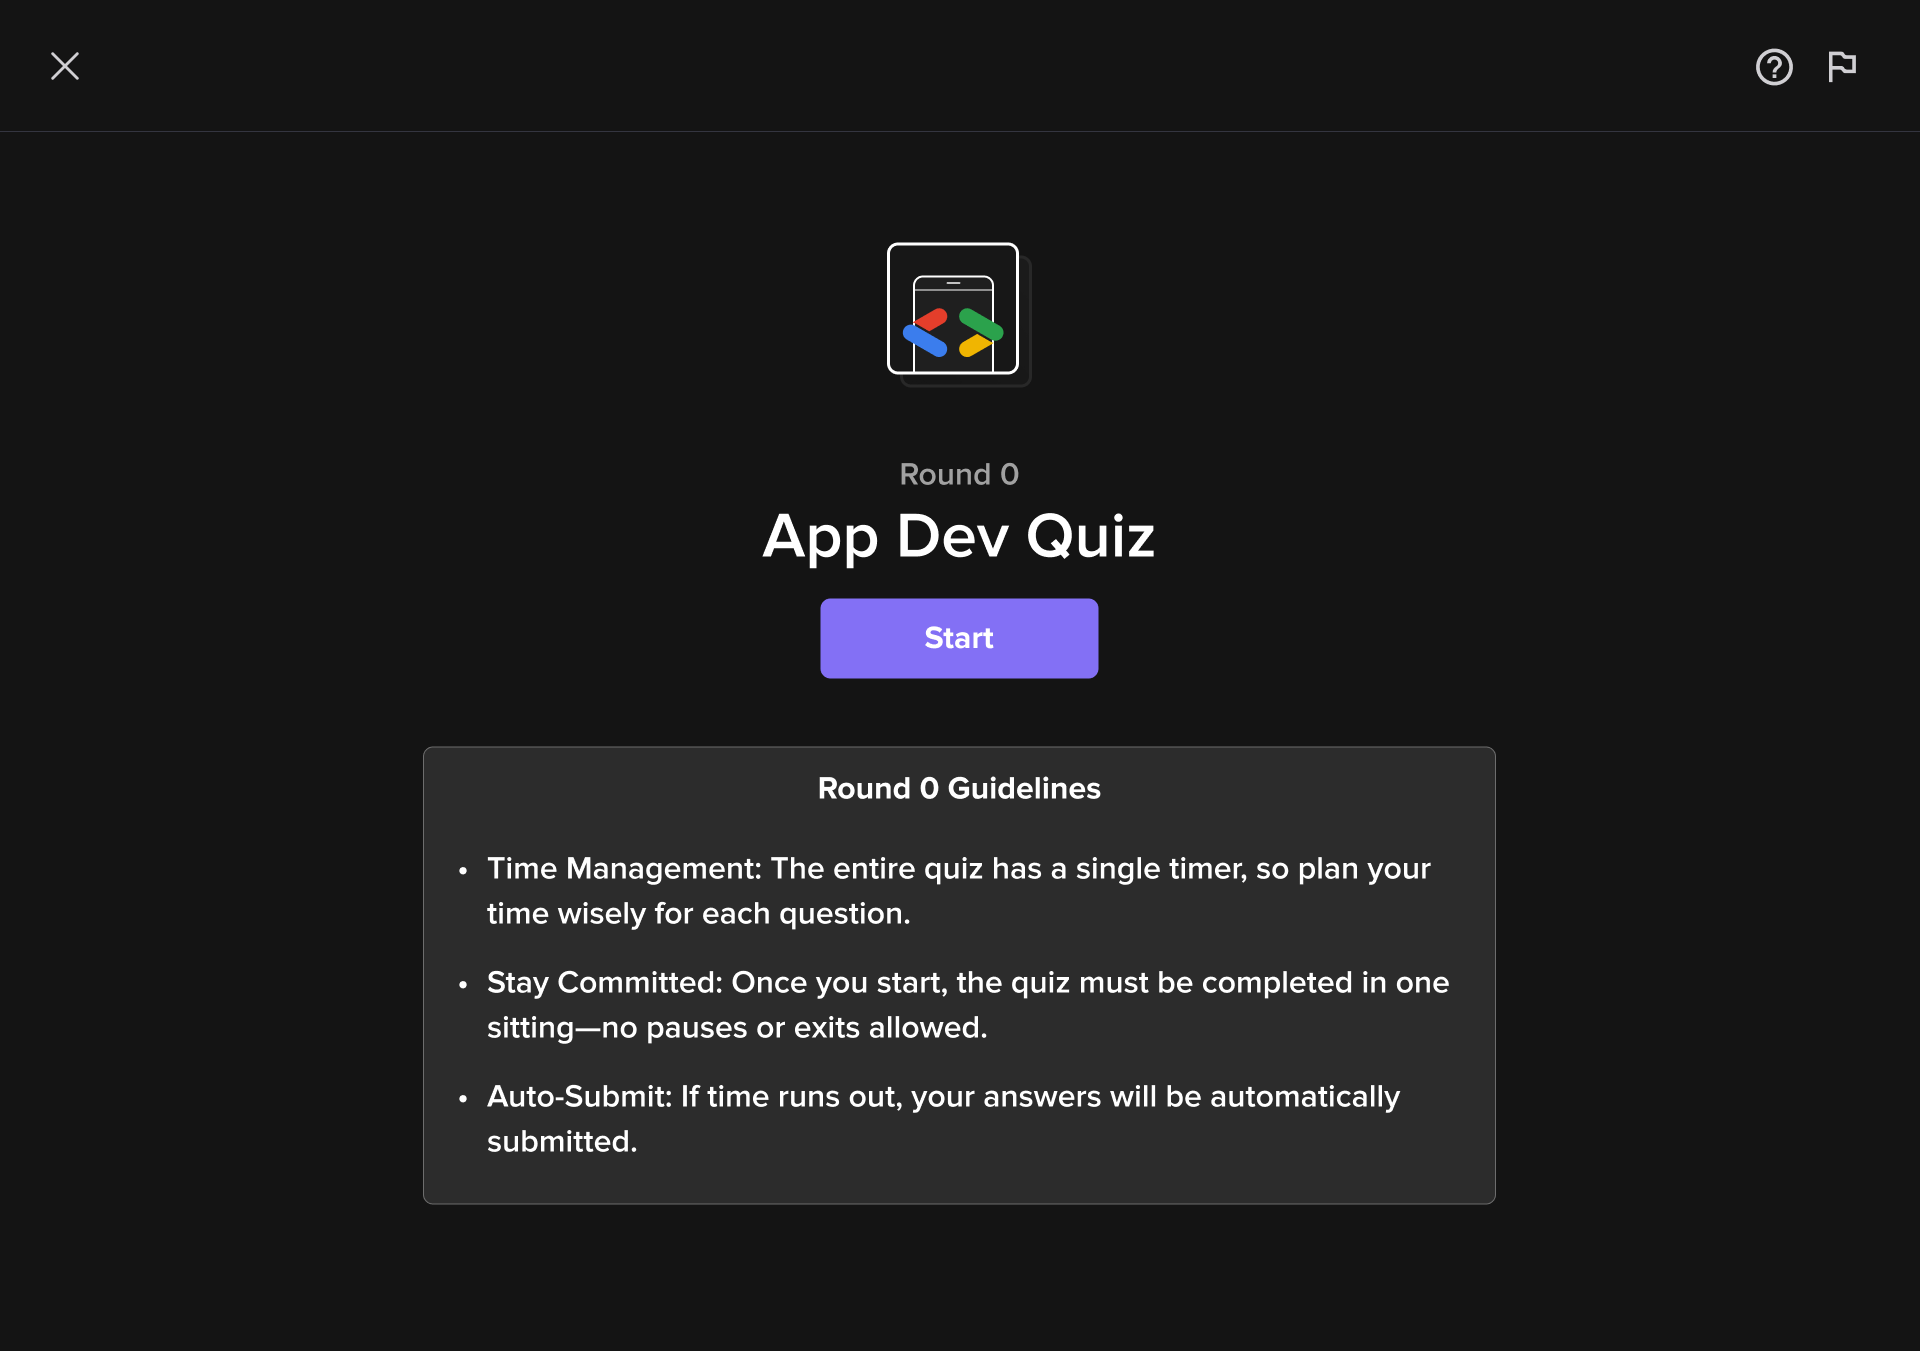 Round 0
App Dev Quiz
Start
Round 0 Guidelines
• Time Management: The entire quiz has a single timer, so plan your
time wisely for each question.
• Stay Committed: Once you start, the quiz must be completed in one
sitting—no pauses or exits allowed.
• Auto-Submit: If time runs out, your answers will be automatically
submitted.